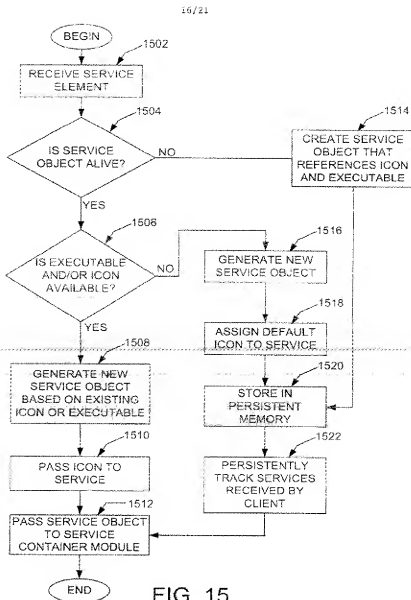 16/21
BEGIN
1502
RECEIVE SERVICE
ELEMENT
1504
IS SERVICE
OBJECT ALIVE?
NO
1514
CREATE SERVICE
OBJECT THAT
REFERENCES ICON
AND EXECUTABLE
YES
1506
IS EXECUTABLE
AND/OR ICON
AVAILABLE?
NO
1516
GENERATE NEW
SERVICE OBJECT
YES
1518
ASSIGN DEFAULT
ICON TO SERVICE
1508
GENERATE NEW
SERVICE OBJECT
BASED ON EXISTING
ICON OR EXECUTABLE
1520
STORE IN
PERSISTENT
MEMORY
1510
PASS ICON TO
SERVICE
1522
PERSISTENTLY
TRACK SERVICES
RECEIVED BY
CLIENT
1512
PASS SERVICE OBJECT
TO SERVICE
CONTAINER MODULE
END
FIG. 15